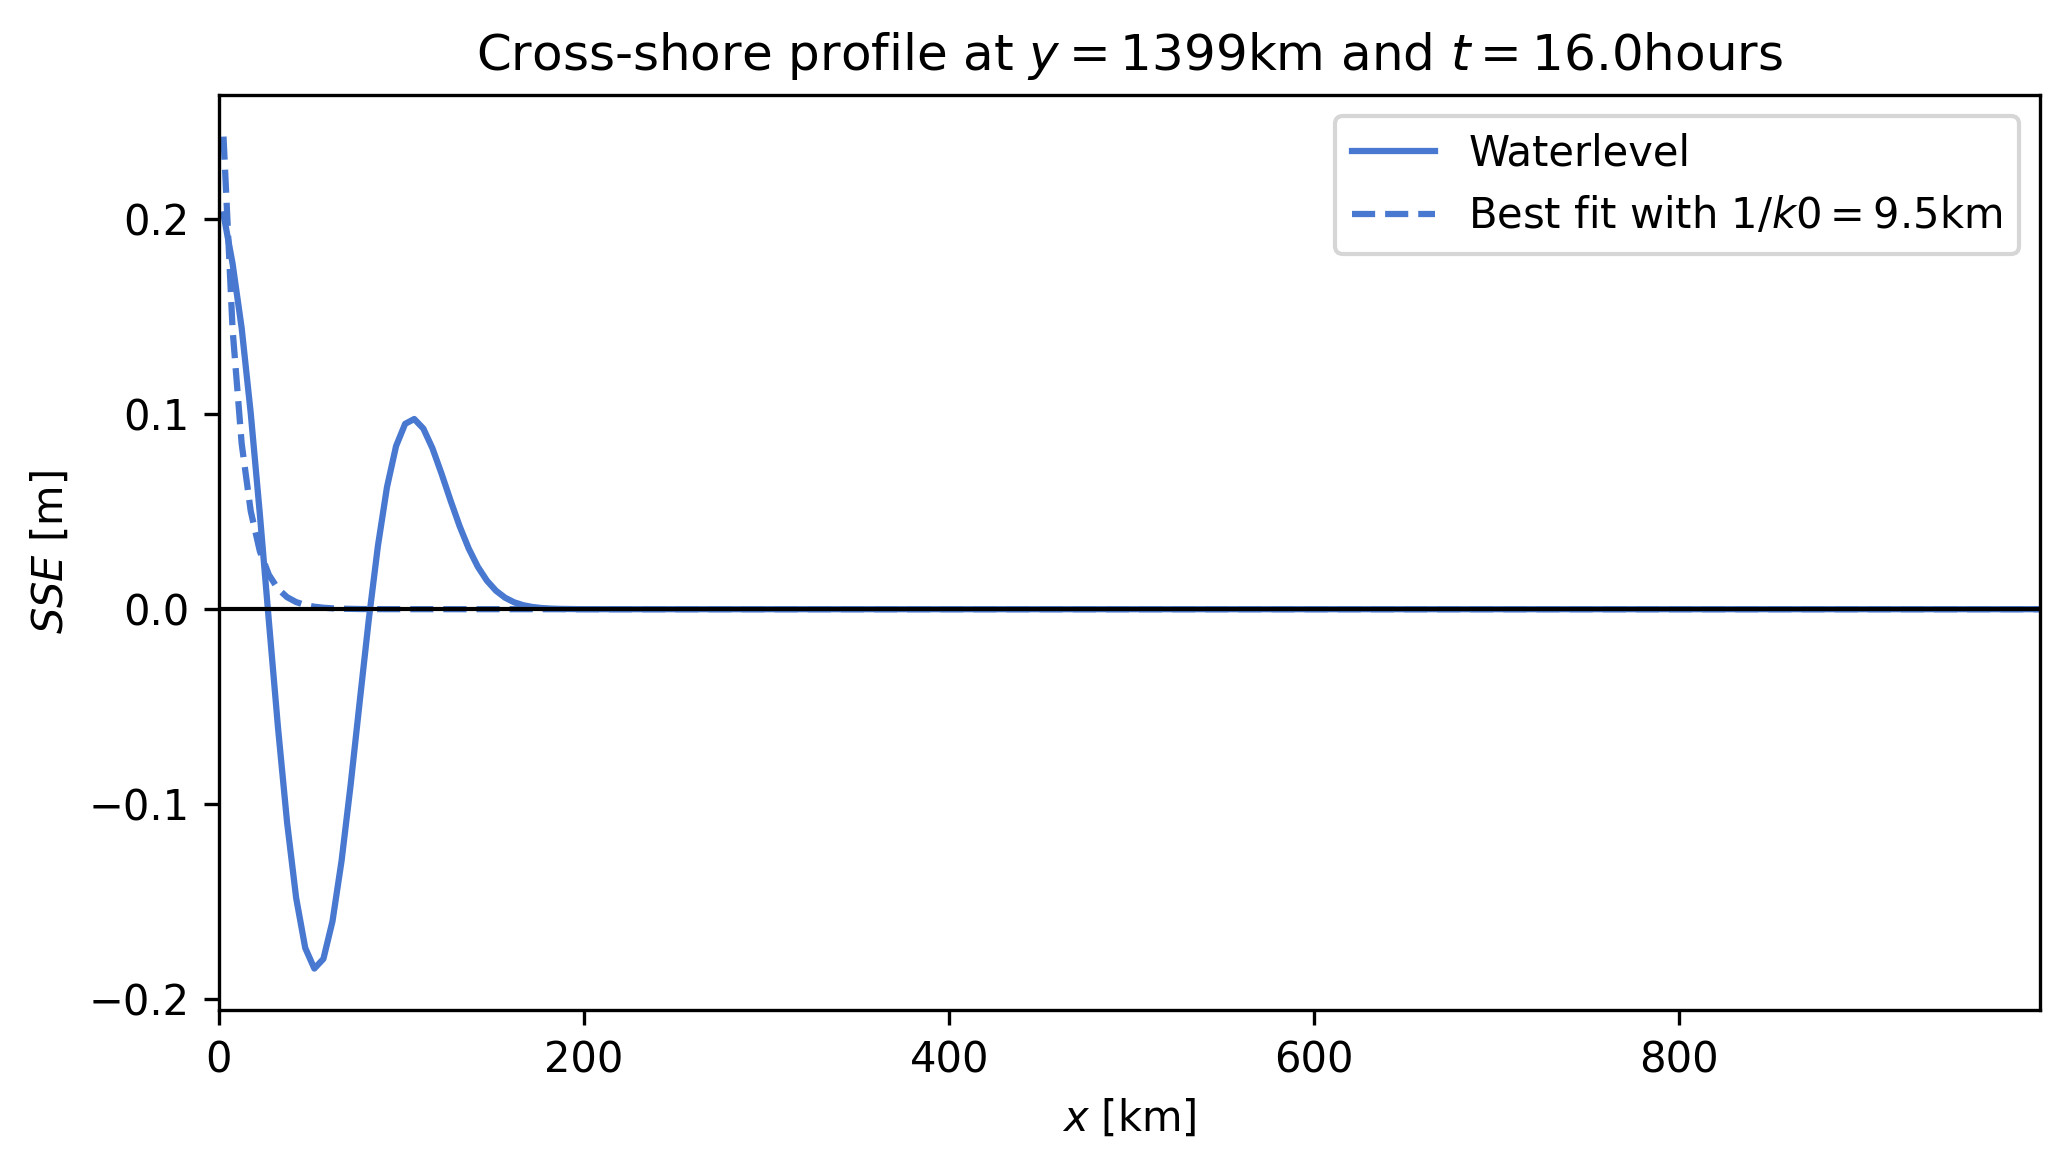 Cross-shore profile at y = 1399km and t = 16.0hours
Waterlevel
Best fit with 1/k0 = 9.5km
SSE [m]
0.2
0.1
0.0
−0.1
−0.2
0 200 400 600 800
x [km]